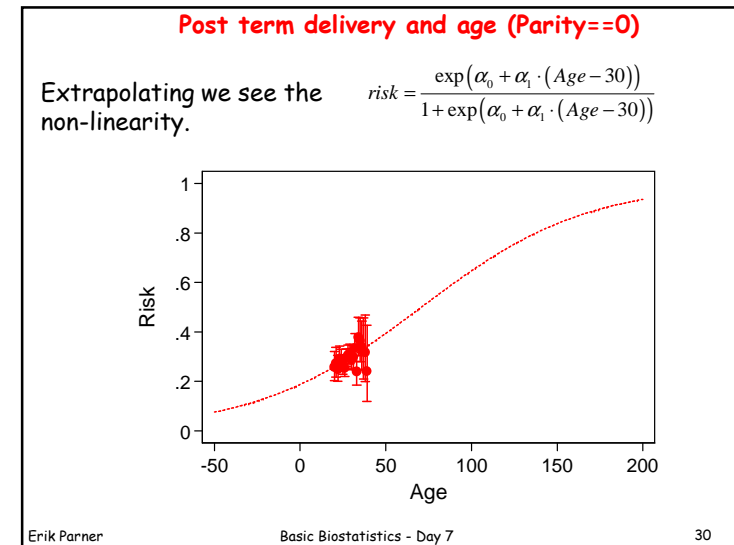 Post term delivery and age (Parity==0)
Extrapolating we see the
non-linearity.
risk = exp(α₀ + α₁ · (Age − 30)) / 1 + exp(α₀ + α₁ · (Age − 30))
1
.8
.6
.4
.2
0
Risk
-50 0 50 100 150 200
Age
Erik Parner Basic Biostatistics - Day 7 30